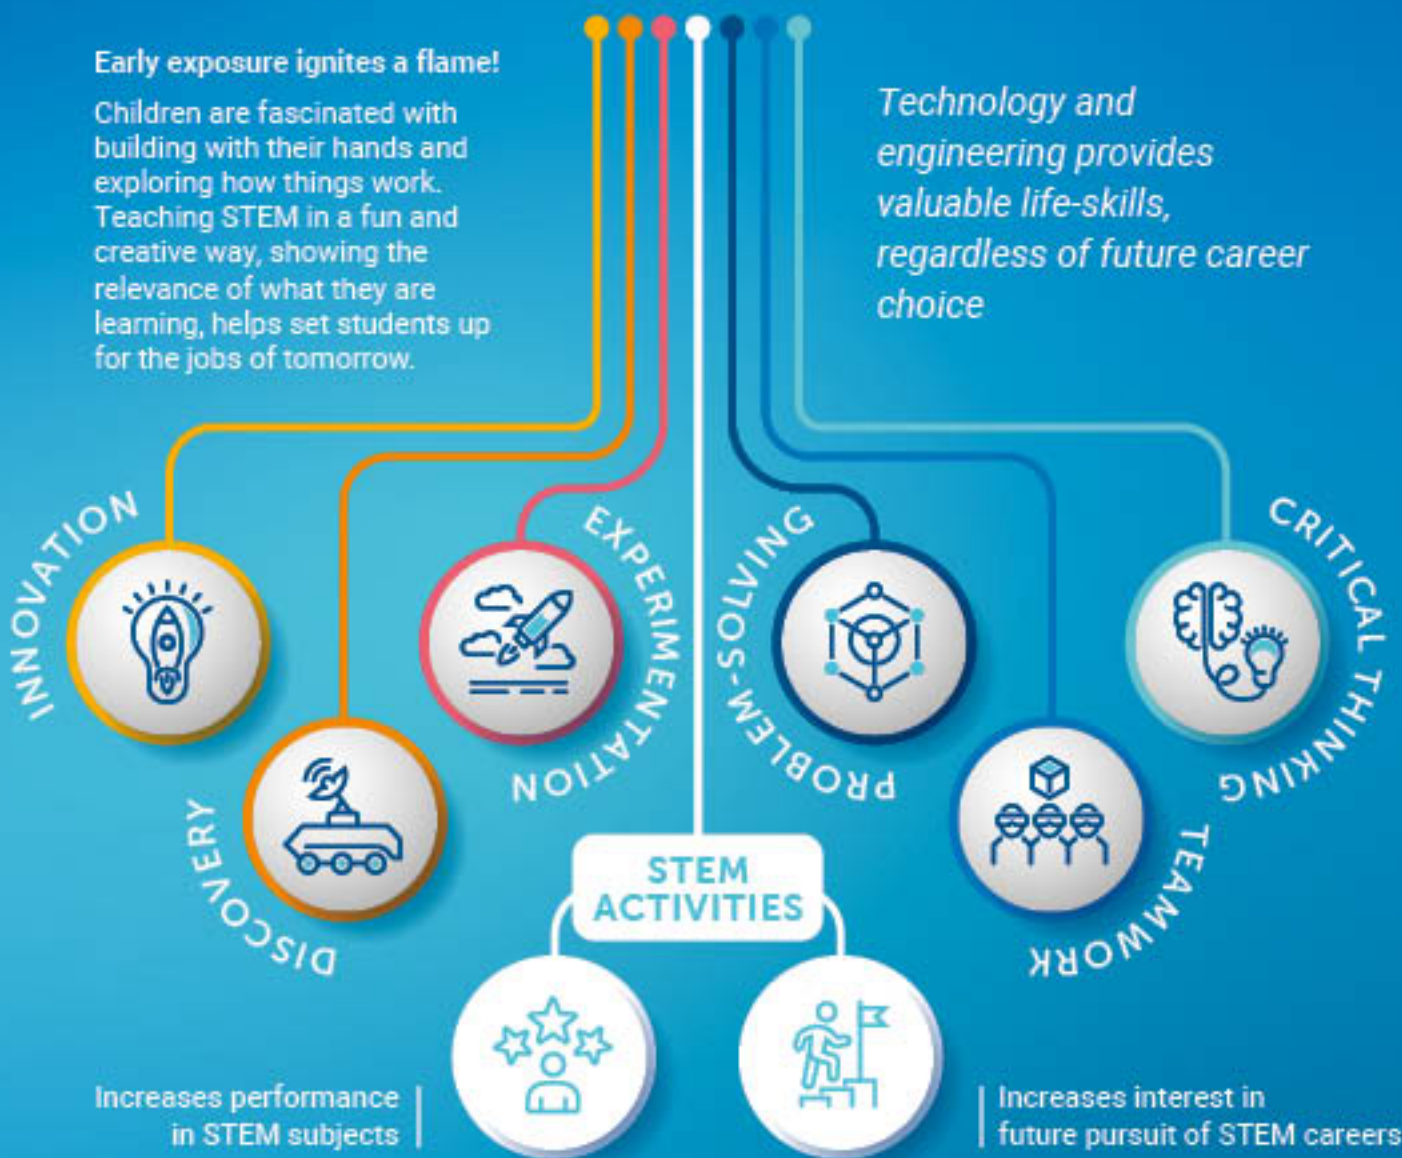 Early exposure ignites a flame!
Children are fascinated with
building with their hands and
exploring how things work.
Teaching STEM in a fun and
creative way, showing the
relevance of what they are
learning, helps set students up
for the jobs of tomorrow.
Technology and
engineering provides
valuable life-skills,
regardless of future career
choice
INNOVATION
DISCOVERY
EXPERIMENTATION
PROBLEM-SOLVING
TEAMWORK
CRITICAL THINKING
STEM
ACTIVITIES
Increases performance
in STEM subjects
Increases interest in
future pursuit of STEM careers